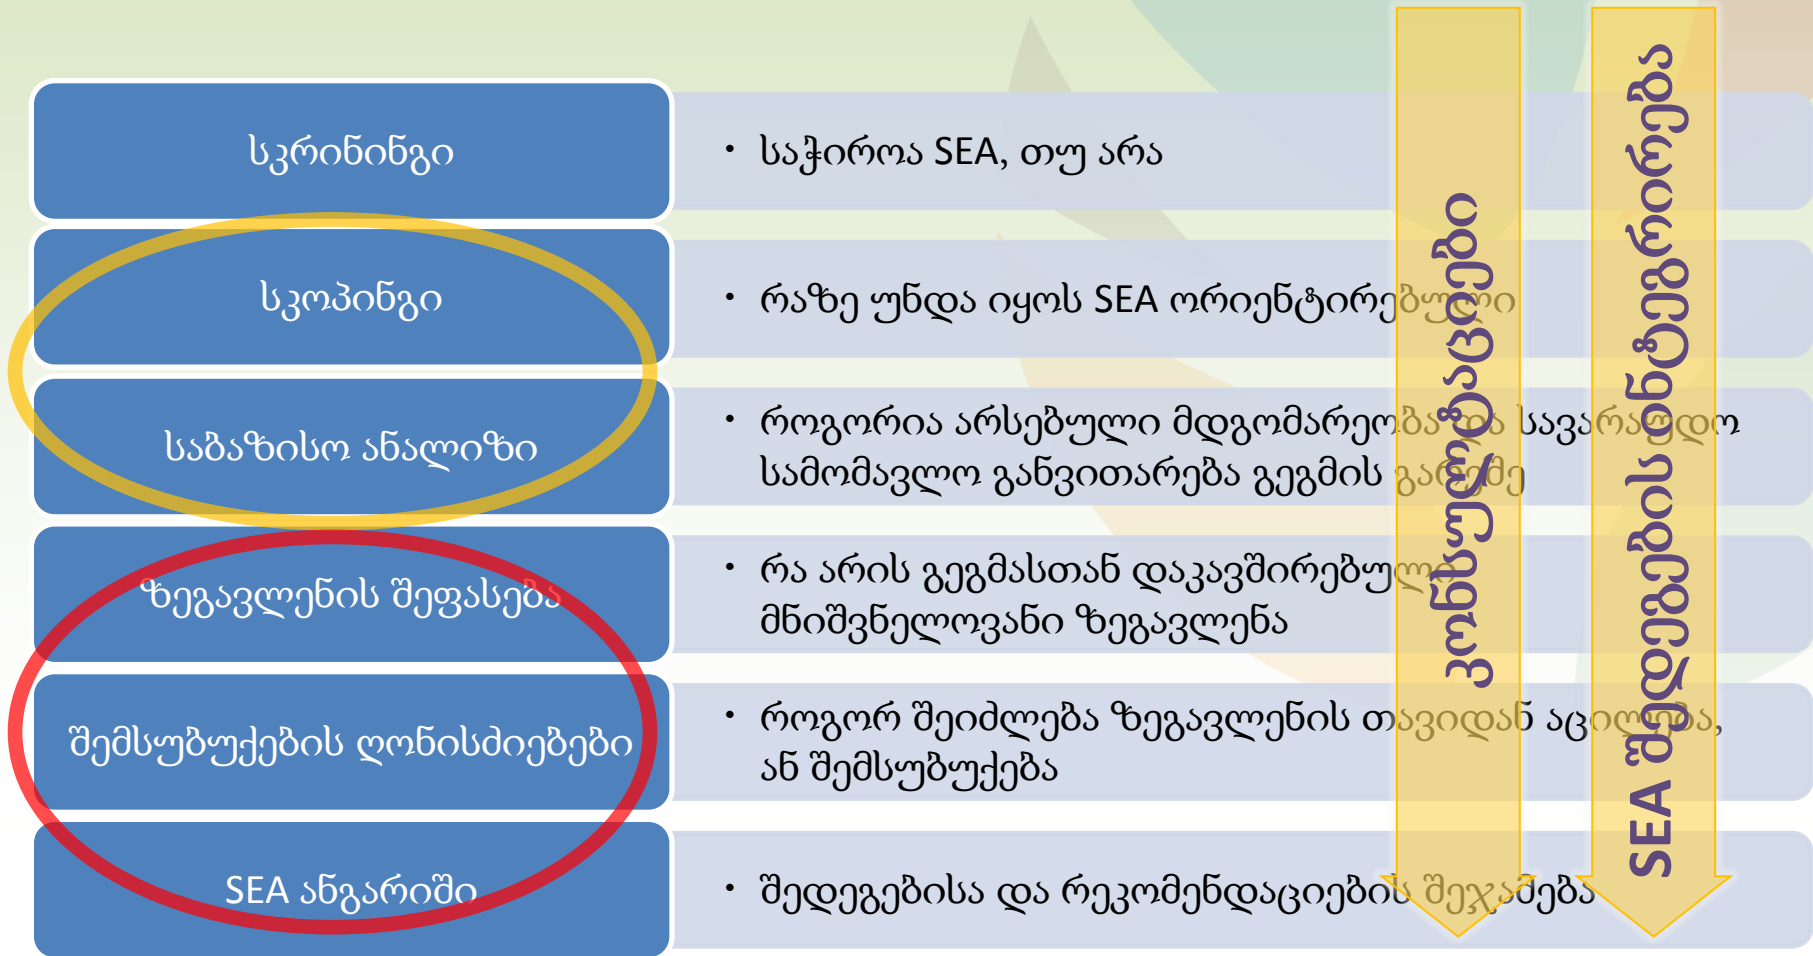 სკრინინგი
• საჭიროა SEA, თუ არა
სკოპინგი
• რაზე უნდა იყოს SEA ორიენტირებული
საბაზისო ანალიზი
• როგორია არსებული მდგომარეობა და სავარაუდო
სამომავლო განვითარება გეგმის გარეშე
ზეგავლენის შეფასება
• რა არის გეგმასთან დაკავშირებული
მნიშვნელოვანი ზეგავლენა
შემსუბუქების ღონისძიებები
• როგორ შეიძლება ზეგავლენის თავიდან აცილება,
ან შემსუბუქება
SEA ანგარიში
• შედეგებისა და რეკომენდაციების შეჯამება
კონსულტაციები
SEA შედეგების ინტეგრირება